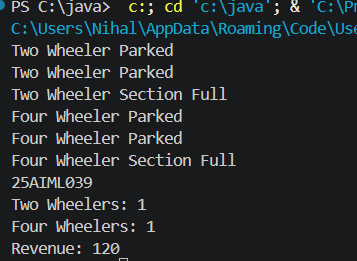 PS C:\java>  c:; cd 'c:\java'; & 'C:\Pr
C:\Users\Nihal\AppData\Roaming\Code\Use
Two Wheeler Parked
Two Wheeler Parked
Two Wheeler Section Full
Four Wheeler Parked
Four Wheeler Parked
Four Wheeler Section Full
25AIML039
Two Wheelers: 1
Four Wheelers: 1
Revenue: 120